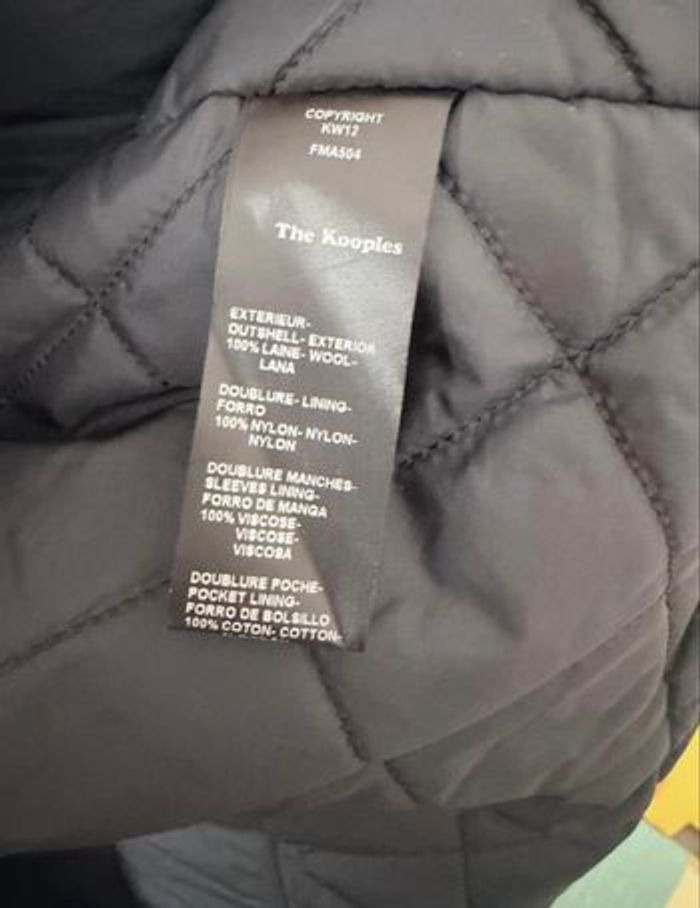 COPYRIGHT
KW12
FMA504
The Kooples
EXTERIEUR-
OUTSHELL- EXTERIOR
100% LAINE- WOOL-
LANA
DOUBLURE- LINING-
FORRO
100% NYLON- NYLON-
NYLON
DOUBLURE MANCHES-
SLEEVES LINING-
FORRO DE MANGA
100% VISCOSE-
VISCOSE-
VISCOSA
DOUBLURE POCHE-
POCKET LINING-
FORRO DE BOLSILLO
100% COTON- COTTON-